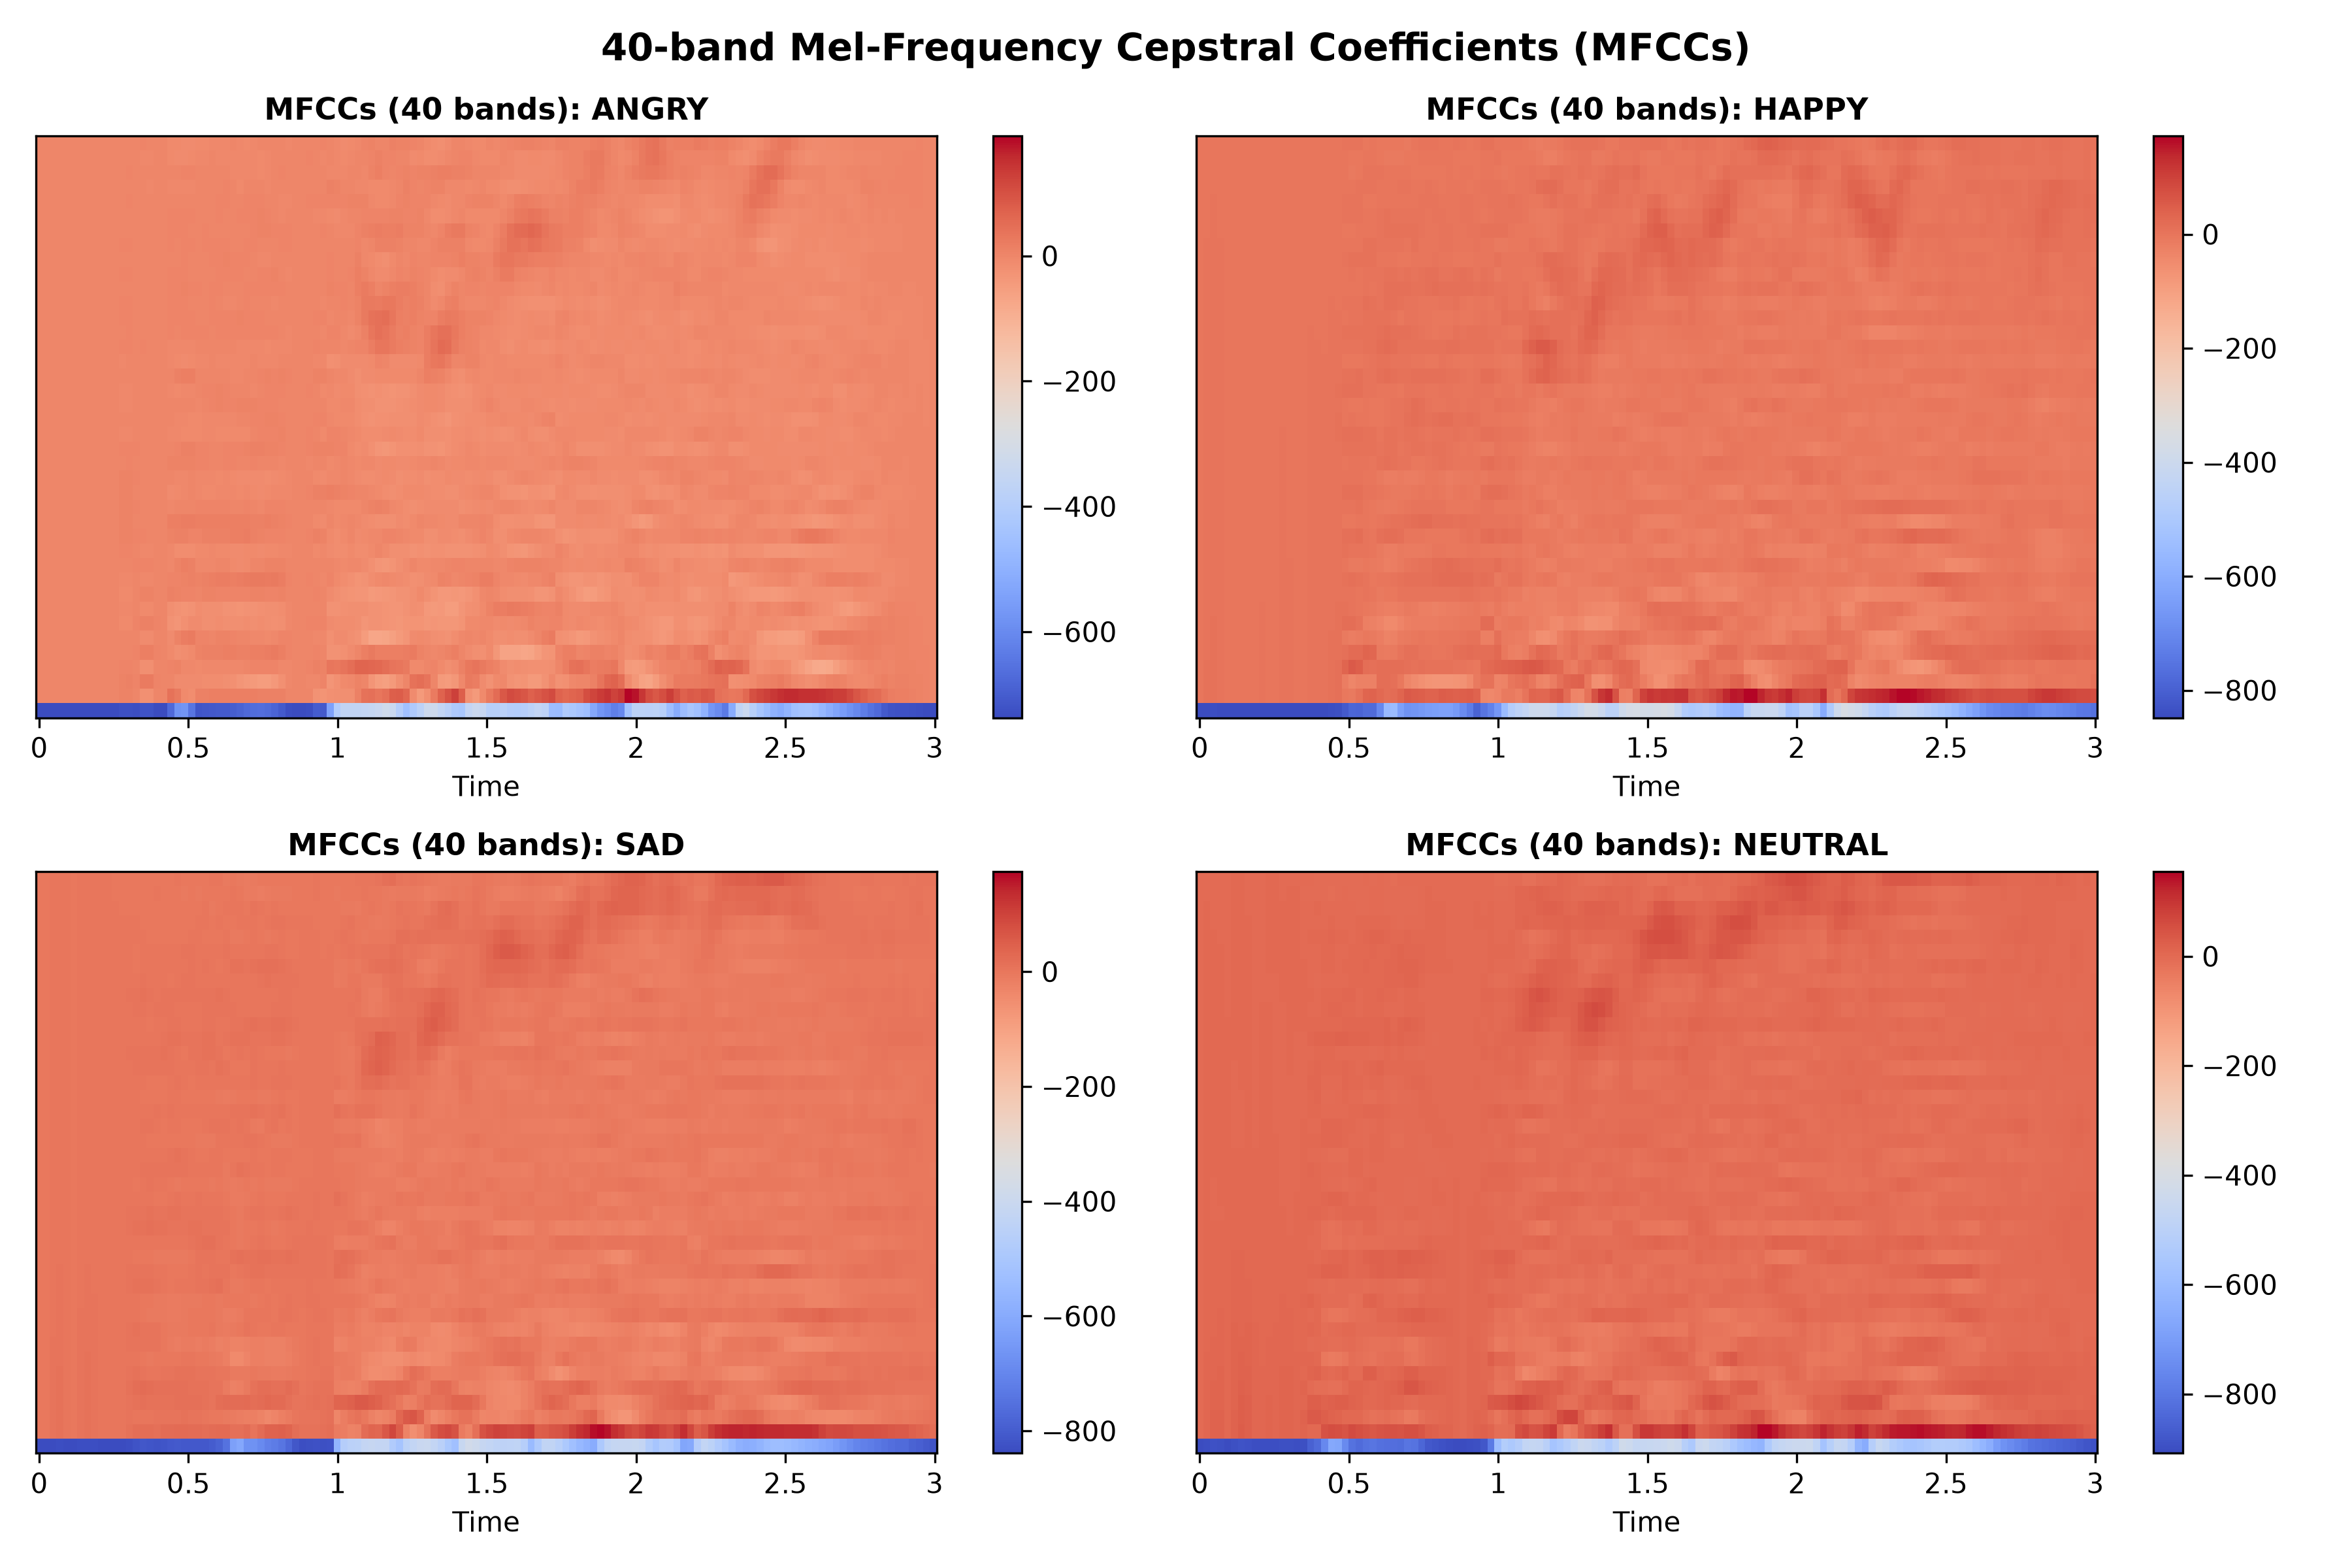 40-band Mel-Frequency Cepstral Coefficients (MFCCs)
MFCCs (40 bands): ANGRY
0
−200
−400
−600
0 0.5 1 1.5 2 2.5 3
Time
MFCCs (40 bands): HAPPY
0
−200
−400
−600
−800
0 0.5 1 1.5 2 2.5 3
Time
MFCCs (40 bands): SAD
0
−200
−400
−600
−800
0 0.5 1 1.5 2 2.5 3
Time
MFCCs (40 bands): NEUTRAL
0
−200
−400
−600
−800
0 0.5 1 1.5 2 2.5 3
Time